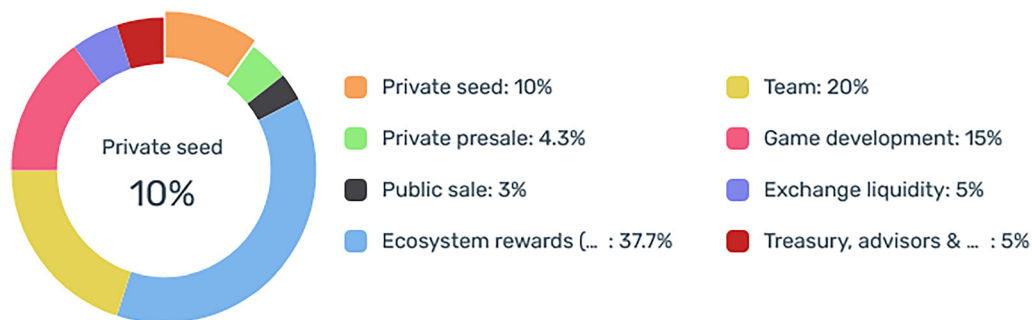 Private seed
10%
Private seed: 10%
Private presale: 4.3%
Public sale: 3%
Ecosystem rewards (... : 37.7%
Team: 20%
Game development: 15%
Exchange liquidity: 5%
Treasury, advisors & ... : 5%